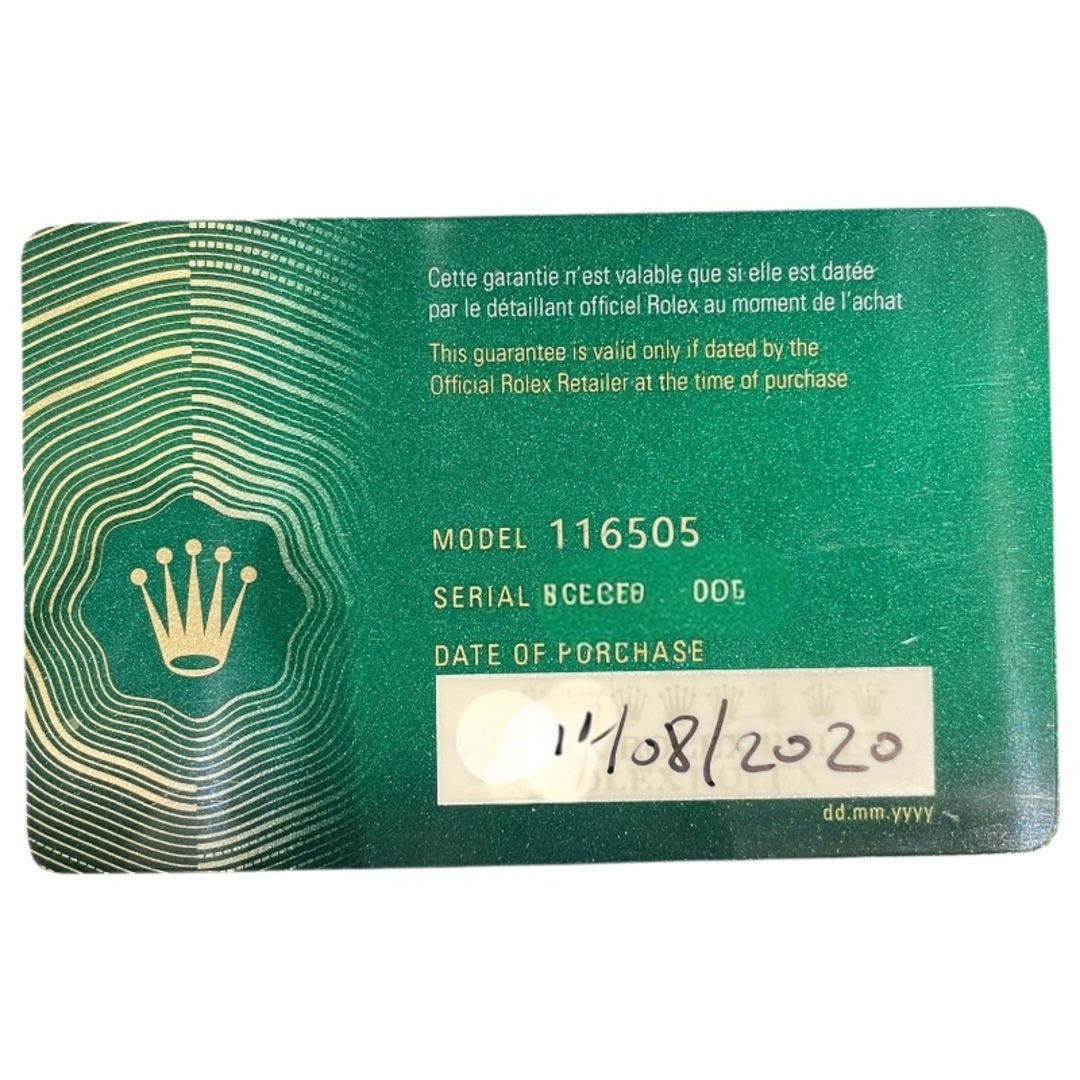 Cette garantie n'est valable que si elle est datée
par le détaillant officiel Rolex au moment de l'achat
This guarantee is valid only if dated by the
Official Rolex Retailer at the time of purchase
MODEL 116505
SERIAL
DATE OF PURCHASE
/08/2020
dd.mm.yyyy